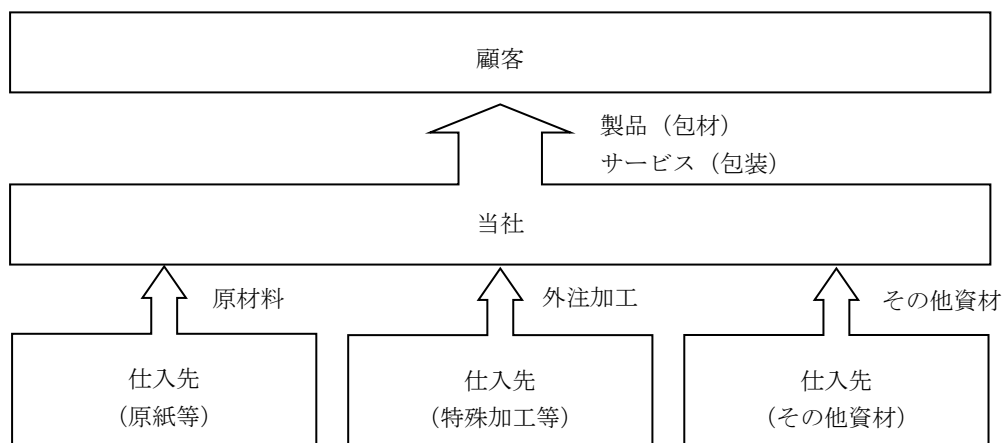 顧客
製品（包材）
サービス（包装）
当社
原材料
外注加工
その他資材
仕入先
（原紙等）
仕入先
（特殊加工等）
仕入先
（その他資材）